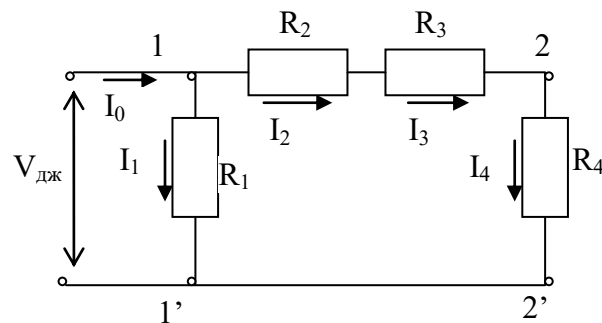 R₂ R₃
1 2
I₀ I₂ I₃
I₁ R₁ I₄ R₄
Vдж
1’ 2’